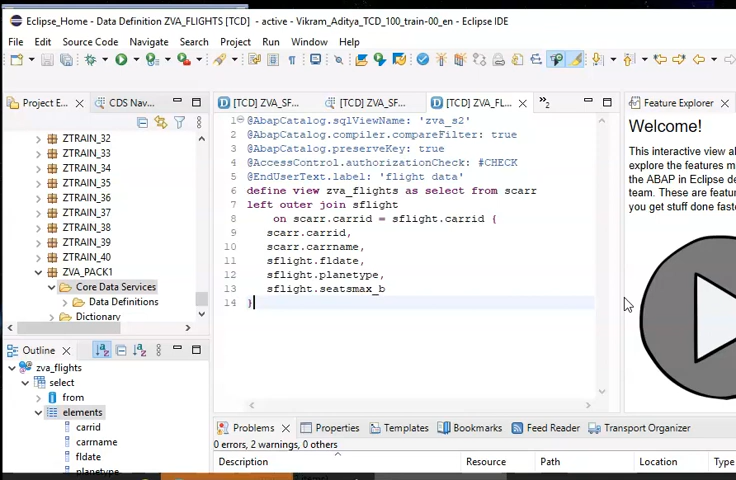 Eclipse_Home - Data Definition ZVA_FLIGHTS [TCD] - active - Vikram_Aditya_TCD_100_train-00_en - Eclipse IDE
File Edit Source Code Navigate Search Project Run Window Help
Project E... CDS Nav...
ZTRAIN_32
ZTRAIN_33
ZTRAIN_34
ZTRAIN_35
ZTRAIN_36
ZTRAIN_37
ZTRAIN_38
ZTRAIN_39
ZTRAIN_40
ZVA_PACK1
Core Data Services
Data Definitions
Dictionary
Outline
zva_flights
select
from
elements
carrid
carrname
fldate
planetype
[TCD] ZVA_SF... [TCD] ZVA_SF... [TCD] ZVA_FL... »2
1 @AbapCatalog.sqlViewName: 'zva_s2'
2 @AbapCatalog.compiler.compareFilter: true
3 @AbapCatalog.preserveKey: true
4 @AccessControl.authorizationCheck: #CHECK
5 @EndUserText.label: 'flight data'
6 define view zva_flights as select from scarr
7 left outer join sflight
8 on scarr.carrid = sflight.carrid {
9 scarr.carrid,
10 scarr.carrname,
11 sflight.fldate,
12 sflight.planetype,
13 sflight.seatsmax_b
14 }
Feature Explorer
Welcome!
This interactive view al
explore the features m
the ABAP in Eclipse de
team. These are featur
you get stuff done faste
Problems Properties Templates Bookmarks Feed Reader Transport Organizer
0 errors, 2 warnings, 0 others
Description Resource Path Location Type